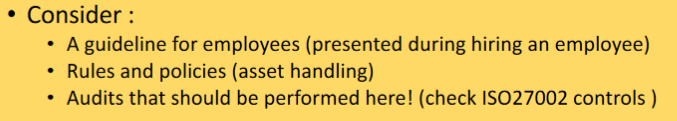 • Consider :
• A guideline for employees (presented during hiring an employee)
• Rules and policies (asset handling)
• Audits that should be performed here! (check ISO27002 controls )